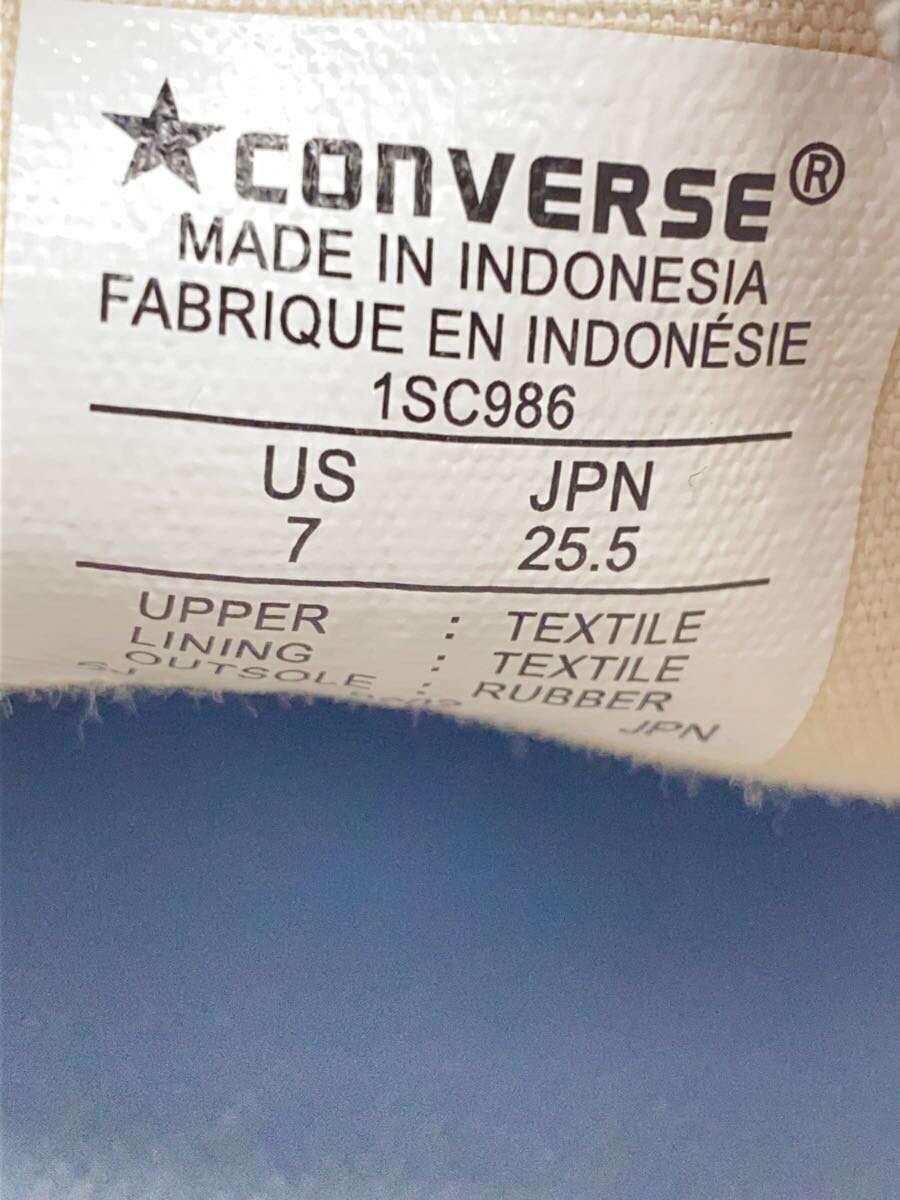 CONVERSE®
MADE IN INDONESIA
FABRIQUE EN INDONÉSIE
1SC986
US JPN
7 25.5
UPPER : TEXTILE
LINING : TEXTILE
OUTSOLE : RUBBER
JPN